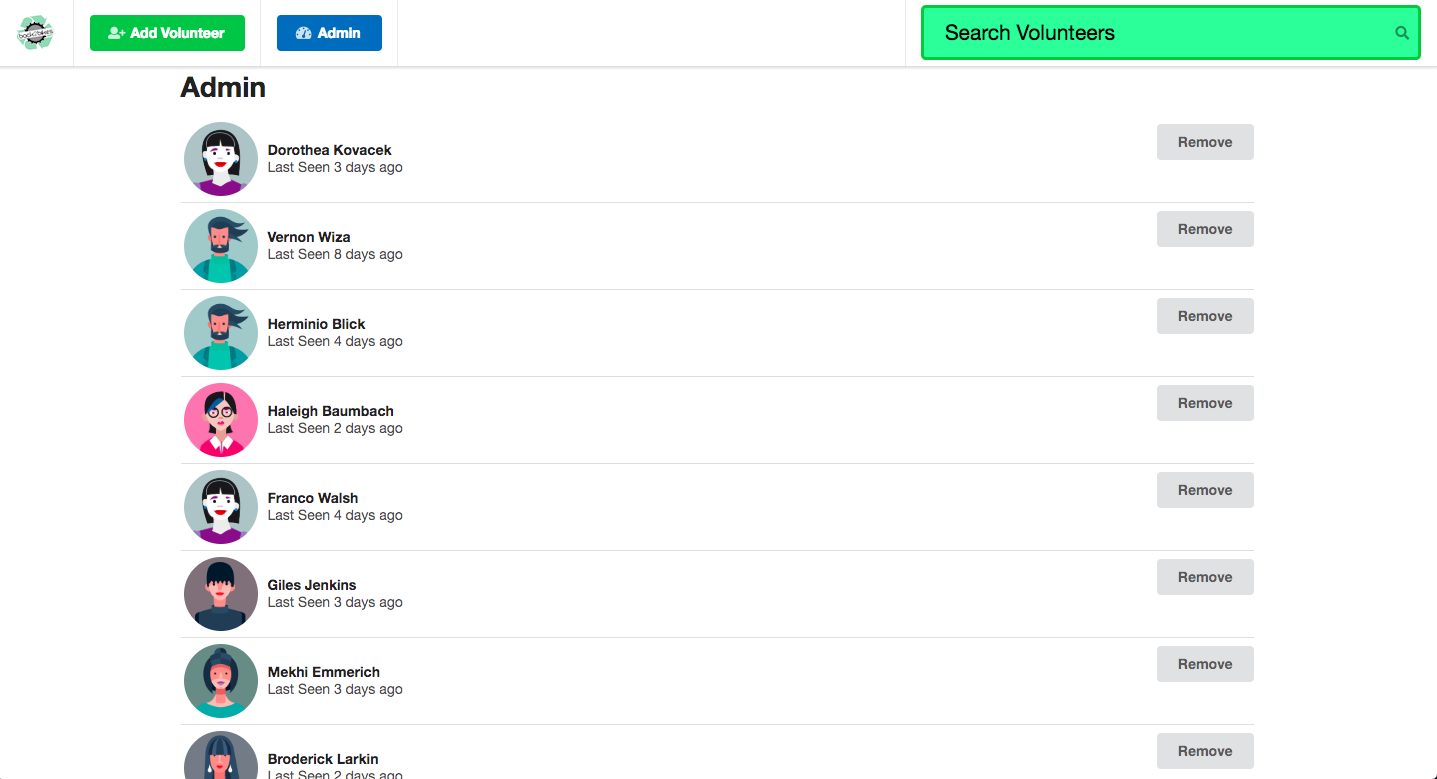 Add Volunteer
Admin
Search Volunteers
Admin
Dorothea Kovacek
Last Seen 3 days ago
Remove
Vernon Wiza
Last Seen 8 days ago
Remove
Herminio Blick
Last Seen 4 days ago
Remove
Haleigh Baumbach
Last Seen 2 days ago
Remove
Franco Walsh
Last Seen 4 days ago
Remove
Giles Jenkins
Last Seen 3 days ago
Remove
Mekhi Emmerich
Last Seen 3 days ago
Remove
Broderick Larkin
Last Seen 2 days ago
Remove